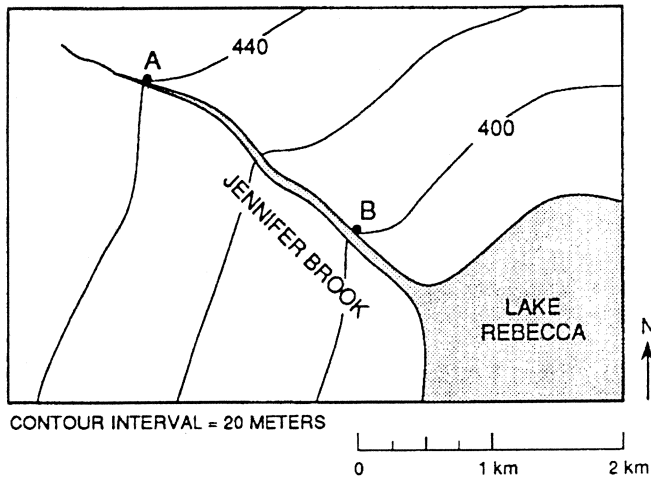 440
A
400
B
JENNIFER BROOK
LAKE
REBECCA
N
CONTOUR INTERVAL = 20 METERS
0 1 km 2 km